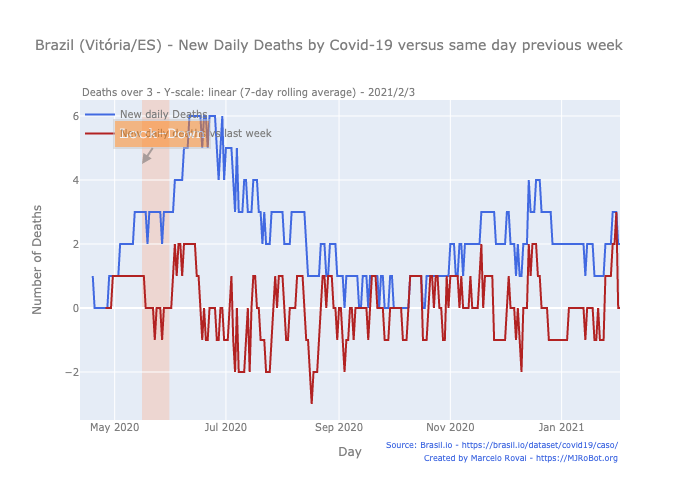 Brazil (Vitória/ES) - New Daily Deaths by Covid-19 versus same day previous week
Deaths over 3 - Y-scale: linear (7-day rolling average) - 2021/2/3
New daily Deaths
New daily deaths vs last week
6
4
2
0
−2
Number of Deaths
May 2020
Jul 2020
Sep 2020
Nov 2020
Jan 2021
Day
Source: Brasil.io - https://brasil.io/dataset/covid19/caso/
Created by Marcelo Rovai - https://MJRoBot.org